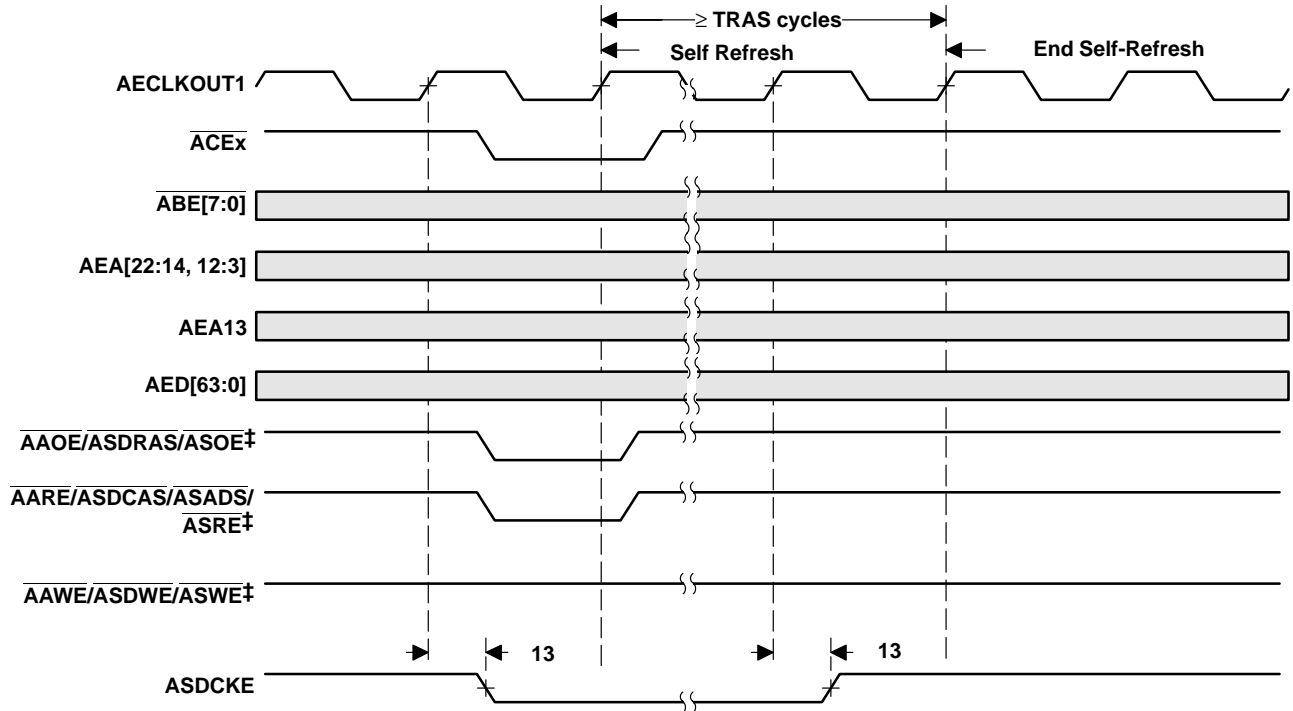 ≥ TRAS cycles
Self Refresh
End Self-Refresh
AECLKOUT1
ACEx
ABE[7:0]
AEA[22:14, 12:3]
AEA13
AED[63:0]
AAOE/ASDRAS/ASOE‡
AARE/ASDCAS/ASADS/
ASRE‡
AAWE/ASDWE/ASWE‡
13
13
ASDCKE